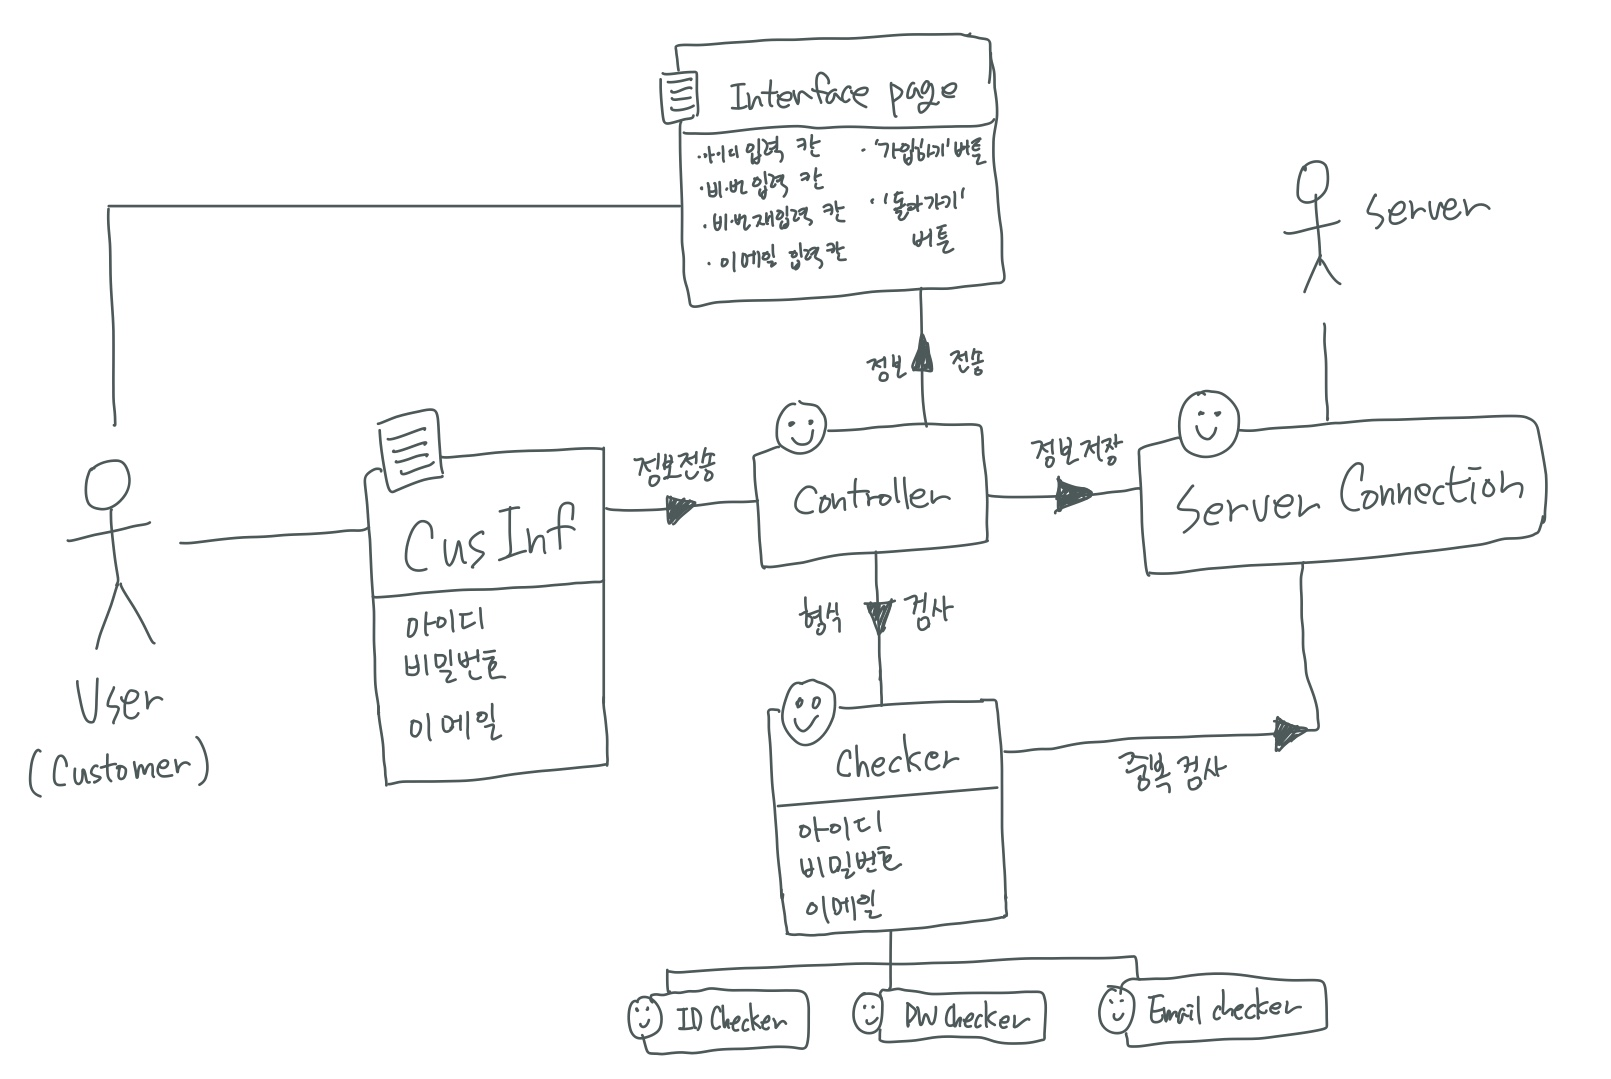 Interface page
·아이디 입력 칸
·비·번 입력 칸
·비·번 재입력 칸
· 이메일 입력칸
· '가입하기' 버튼
· '돌아가기'
버튼
Server
정보 전송
User
(Customer)
CusInf
아이디
비밀번호
이메일
정보전송
Controller
정보저장
Server Connection
형식 검사
Checker
아이디
비밀번호
이메일
중복 검사
ID Checker
PW Checker
Email checker